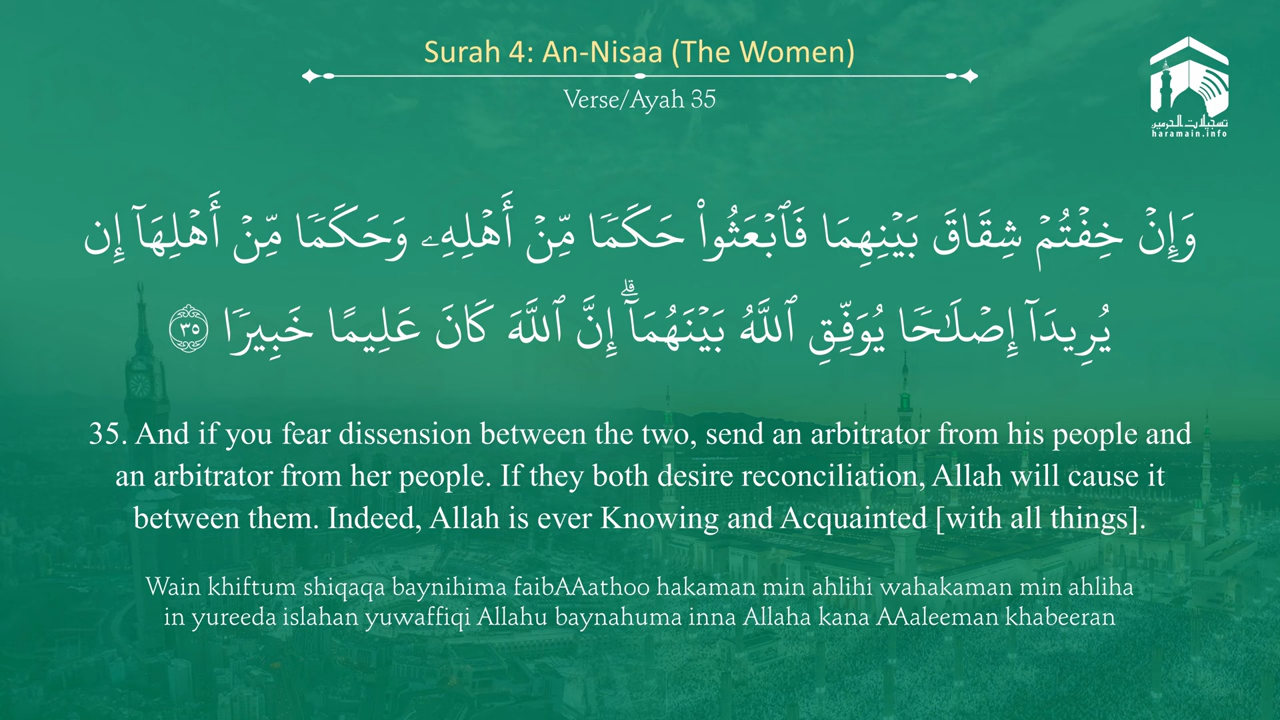 Surah 4: An-Nisaa (The Women)
Verse/Ayah 35
تسجيلات الحرمين
haramain.info
وَإِنۡ خِفۡتُمۡ شِقَاقَ بَيۡنِهِمَا فَٱبۡعَثُواْ حَكَمٗا مِّنۡ أَهۡلِهِۦ وَحَكَمٗا مِّنۡ أَهۡلِهَآ إِن
يُرِيدَآ إِصۡلَٰحٗا يُوَفِّقِ ٱللَّهُ بَيۡنَهُمَآۗ إِنَّ ٱللَّهَ كَانَ عَلِيمًا خَبِيرٗا ٣٥
35. And if you fear dissension between the two, send an arbitrator from his people and
an arbitrator from her people. If they both desire reconciliation, Allah will cause it
between them. Indeed, Allah is ever Knowing and Acquainted [with all things].
Wain khiftum shiqaqa baynihima faibAAathoo hakaman min ahlihi wahakaman min ahliha
in yureeda islahan yuwaffiqi Allahu baynahuma inna Allaha kana AAaleeman khabeeran